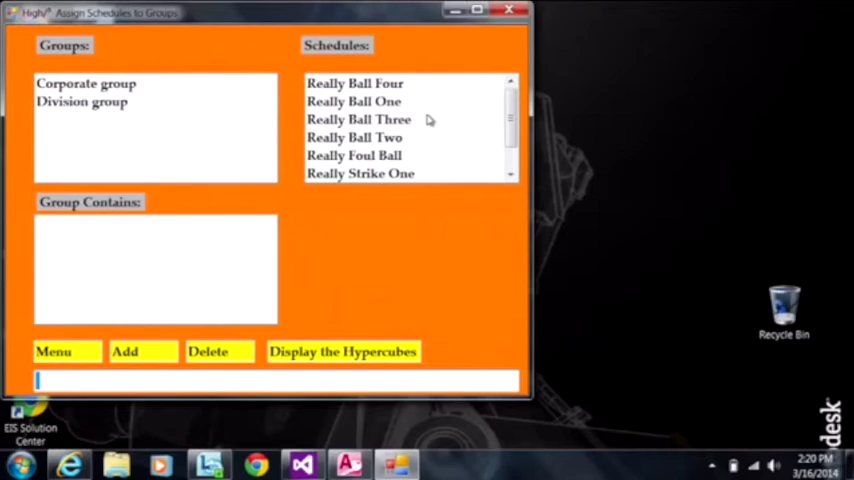 High/ⁿ Assign Schedules to Groups
Groups:
Schedules:
Corporate group
Division group
Really Ball Four
Really Ball One
Really Ball Three
Really Ball Two
Really Foul Ball
Really Strike One
Group Contains:
Menu
Add
Delete
Display the Hypercubes
Recycle Bin
EIS Solution
Center
desk
2:20 PM
3/16/2014